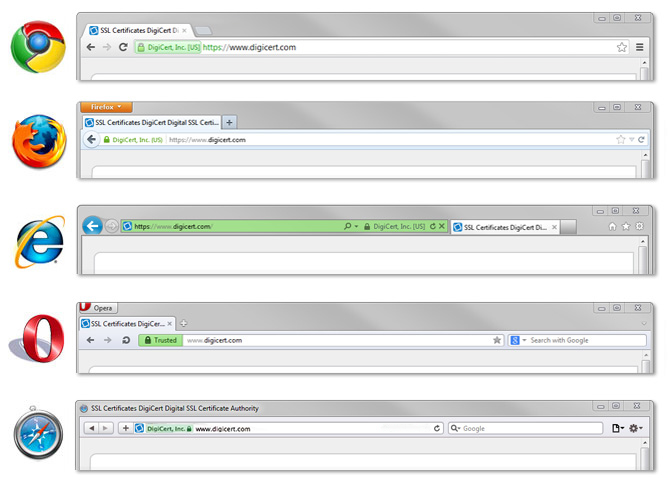 SSL Certificates DigiCert Di
DigiCert, Inc. [US] https://www.digicert.com
Firefox
SSL Certificates DigiCert Digital SSL Certi...
DigiCert, Inc. (US) https://www.digicert.com
https://www.digicert.com/ DigiCert, Inc. [US] SSL Certificates DigiCert Di...
Opera
SSL Certificates DigiCer...
Trusted www.digicert.com Search with Google
SSL Certificates DigiCert Digital SSL Certificate Authority
DigiCert, Inc. www.digicert.com Google